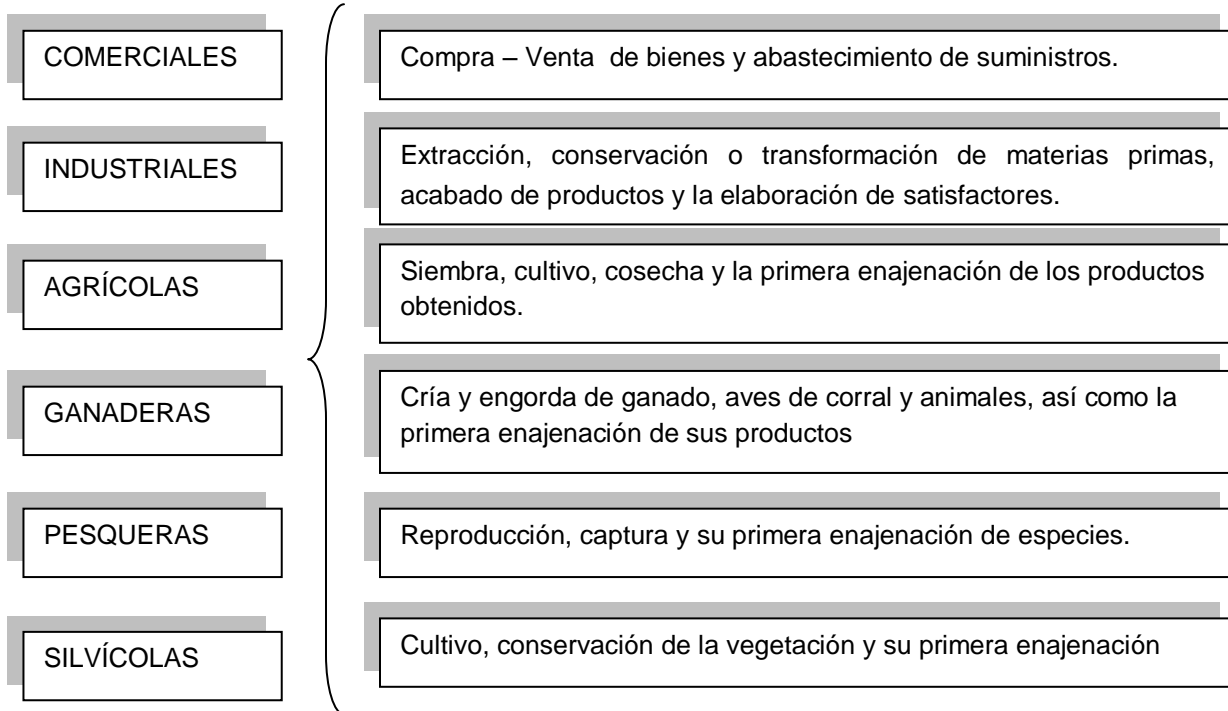 COMERCIALES
Compra – Venta  de bienes y abastecimiento de suministros.
INDUSTRIALES
Extracción, conservación o transformación de materias primas,
acabado de productos y la elaboración de satisfactores.
AGRÍCOLAS
Siembra, cultivo, cosecha y la primera enajenación de los productos
obtenidos.
GANADERAS
Cría y engorda de ganado, aves de corral y animales, así como la
primera enajenación de sus productos
PESQUERAS
Reproducción, captura y su primera enajenación de especies.
SILVÍCOLAS
Cultivo, conservación de la vegetación y su primera enajenación